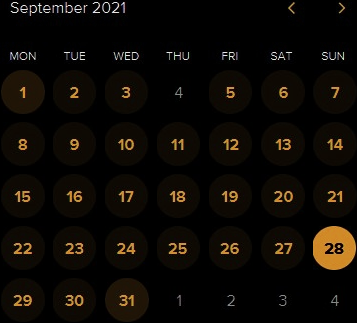 September 2021 < >
MON TUE WED THU FRI SAT SUN
1 2 3 4 5 6 7
8 9 10 11 12 13 14
15 16 17 18 19 20 21
22 23 24 25 26 27 28
29 30 31 1 2 3 4